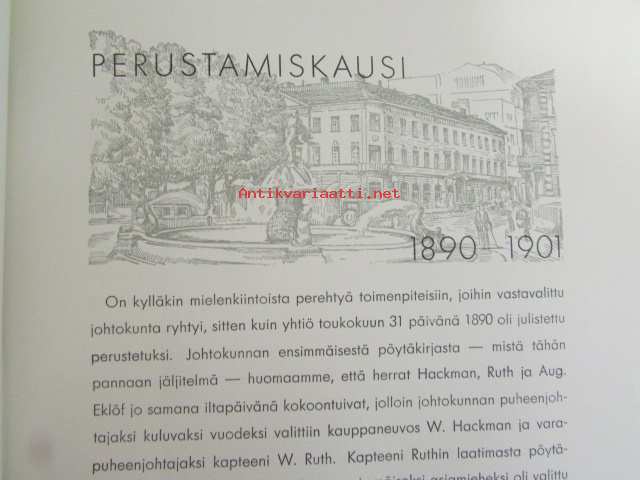 PERUSTAMISKAUSI
Antikvariaatti.net
1890—1901
On kylläkin mielenkiintoista perehtyä toimenpiteisiin, joihin vastavalittu
johtokunta ryhtyi, sitten kuin yhtiö toukokuun 31 päivänä 1890 oli julistettu
perustetuksi. Johtokunnan ensimmäisestä pöytäkirjasta — mistä tähän
pannaan jäljitelmä — huomaamme, että herrat Hackman, Ruth ja Aug.
Eklöf jo samana iltapäivänä kokoontuivat, jolloin johtokunnan puheenjoh-
tajaksi kuluvaksi vuodeksi valittiin kauppaneuvos W. Hackman ja vara-
puheenjohtajaksi kapteeni W. Ruth. Kapteeni Ruthin laatimasta pöytä-
asiamieheksi oli valittu